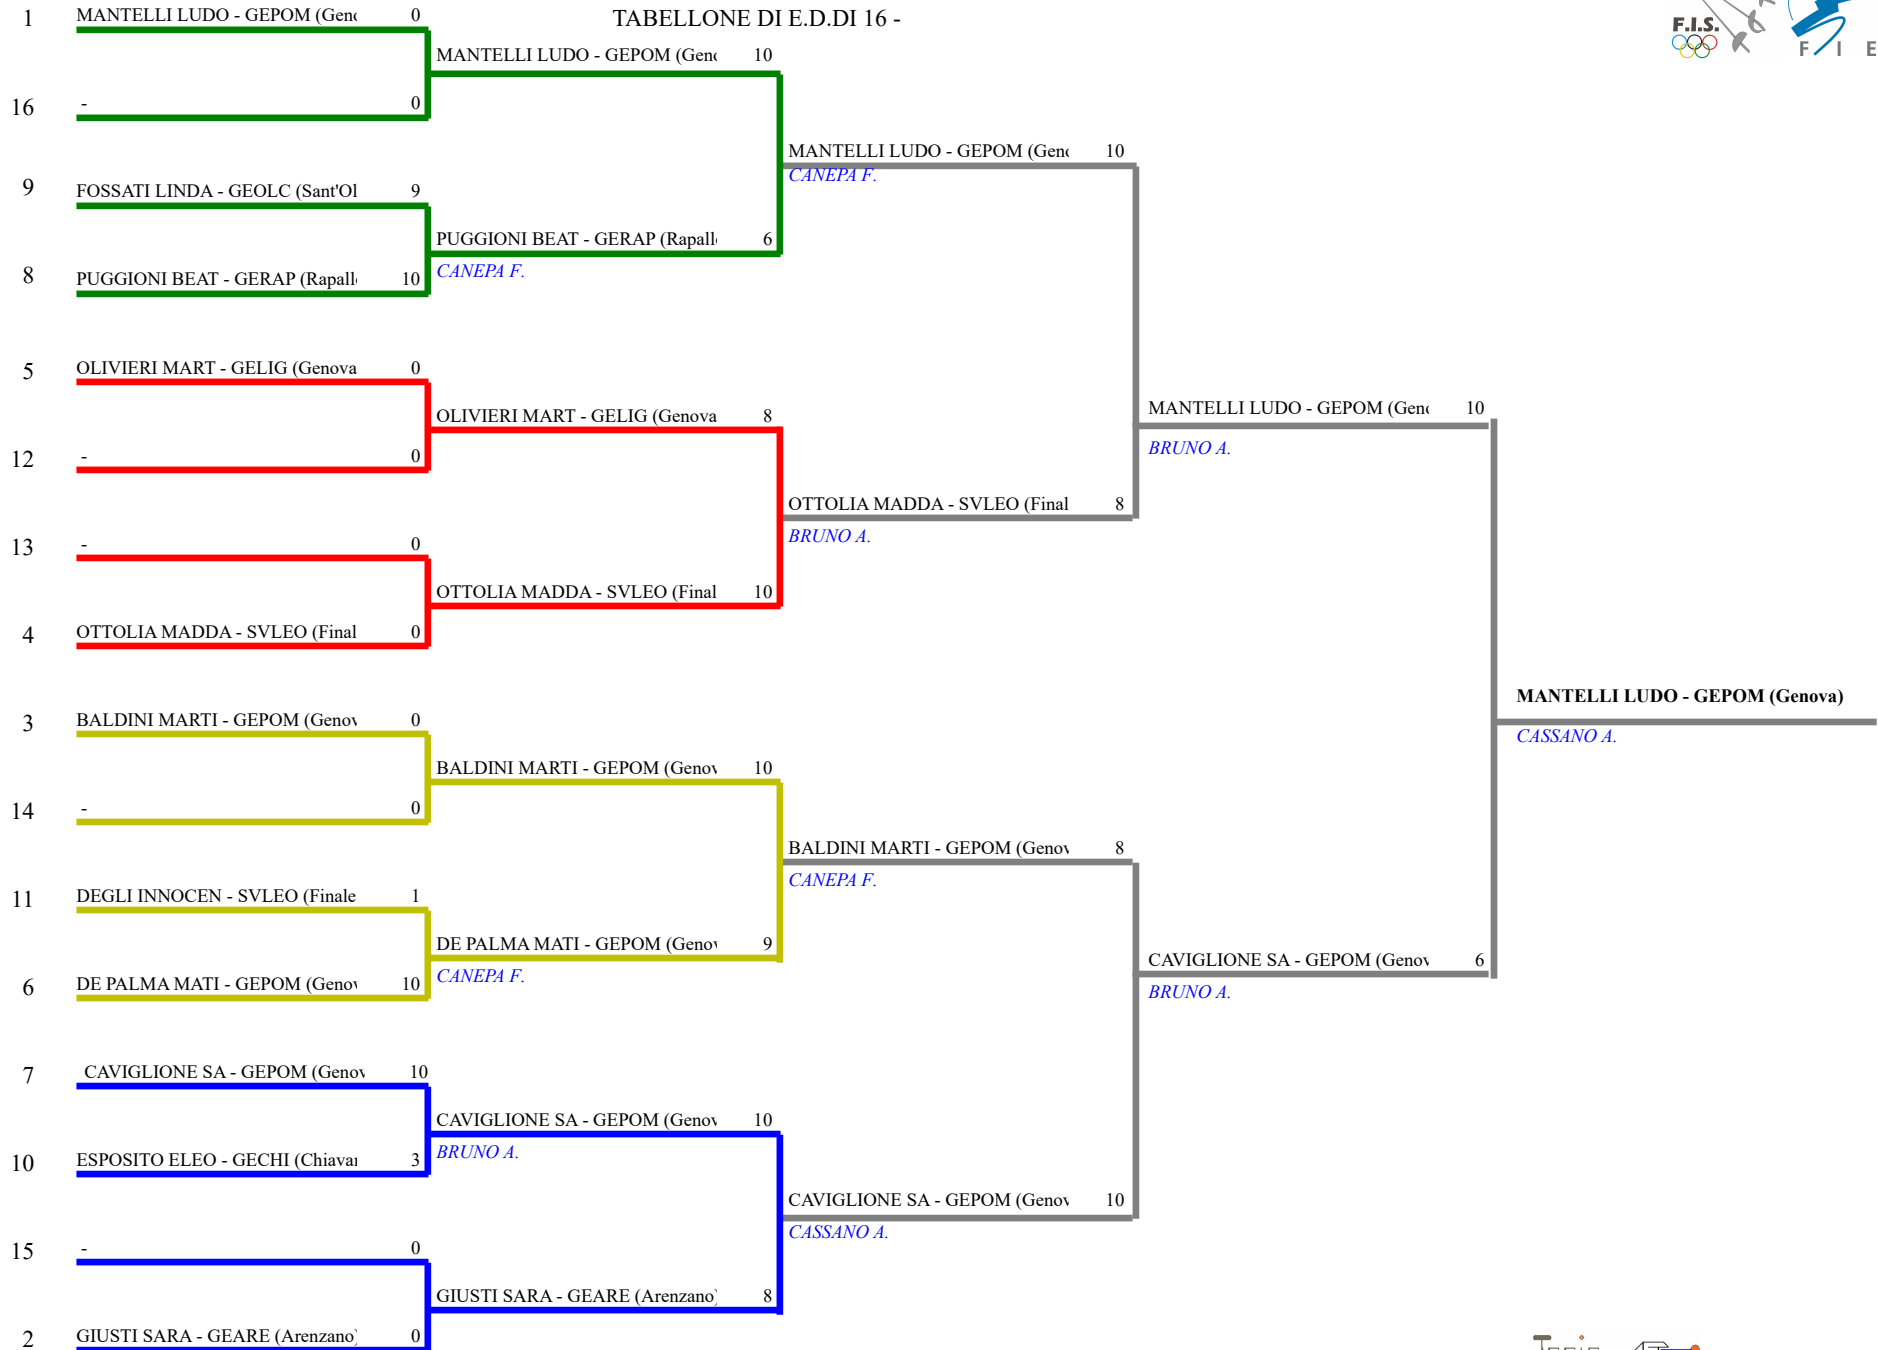 TABELLONE DI E.D.DI 16 -
F.I.S.
F I E
1 MANTELLI LUDO - GEPOM (Gen 0
MANTELLI LUDO - GEPOM (Gen 10
16 - 0
MANTELLI LUDO - GEPOM (Gen 10
CANEPA F.
9 FOSSATI LINDA - GEOLC (Sant'Ol 9
PUGGIONI BEAT - GERAP (Rapall 6
CANEPA F.
8 PUGGIONI BEAT - GERAP (Rapall 10
5 OLIVIERI MART - GELIG (Genova 0
OLIVIERI MART - GELIG (Genova 8
MANTELLI LUDO - GEPOM (Gen 10
BRUNO A.
12 - 0
OTTOLIA MADDA - SVLEO (Final 8
BRUNO A.
13 - 0
OTTOLIA MADDA - SVLEO (Final 10
4 OTTOLIA MADDA - SVLEO (Final 0
MANTELLI LUDO - GEPOM (Genova)
CASSANO A.
3 BALDINI MARTI - GEPOM (Genov 0
BALDINI MARTI - GEPOM (Genov 10
14 - 0
BALDINI MARTI - GEPOM (Genov 8
CANEPA F.
11 DEGLI INNOCEN - SVLEO (Finale 1
DE PALMA MATI - GEPOM (Genov 9
CANEPA F.
CAVIGLIONE SA - GEPOM (Genov 6
BRUNO A.
6 DE PALMA MATI - GEPOM (Genov 10
7 CAVIGLIONE SA - GEPOM (Genov 10
CAVIGLIONE SA - GEPOM (Genov 10
BRUNO A.
10 ESPOSITO ELEO - GECHI (Chiava 3
CAVIGLIONE SA - GEPOM (Genov 10
CASSANO A.
15 - 0
GIUSTI SARA - GEARE (Arenzano) 8
2 GIUSTI SARA - GEARE (Arenzano) 0